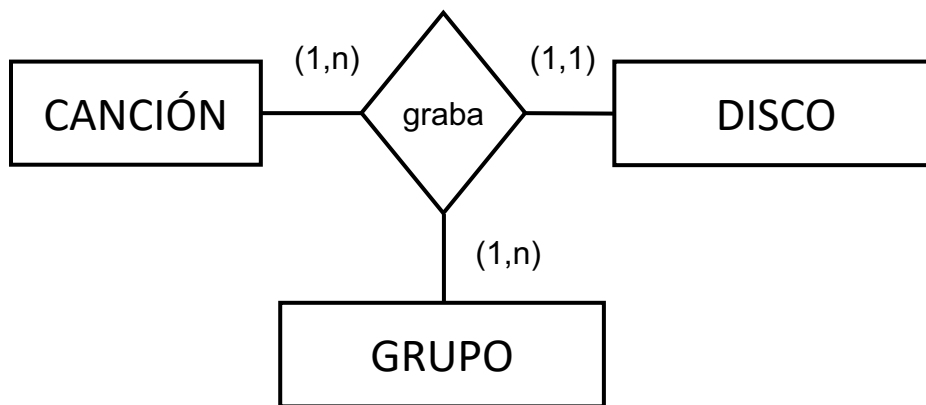 (1,n)
(1,1)
CANCIÓN
graba
DISCO
(1,n)
GRUPO